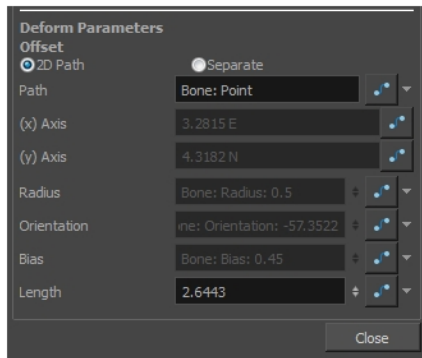 Deform Parameters
Offset
2D Path Separate
Path Bone: Point
(x) Axis 3.2815 E
(y) Axis 4.3182 N
Radius Bone: Radius: 0.5
Orientation ne: Orientation: -57.3522
Bias Bone: Bias: 0.45
Length 2.6443
Close